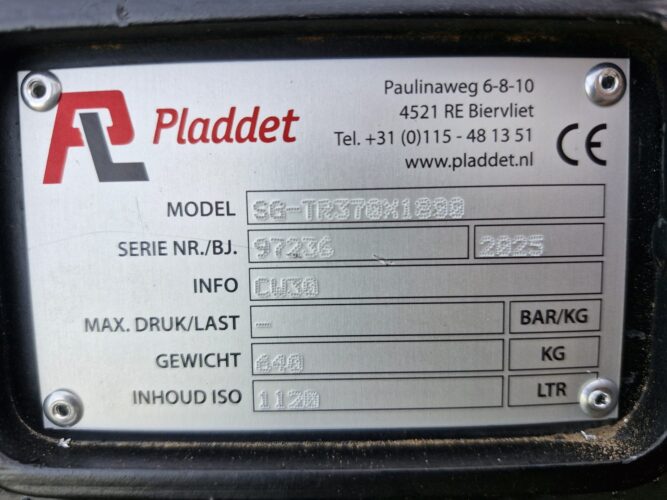 PL Pladdet
Paulinaweg 6-8-10
4521 RE Biervliet
Tel. +31 (0)115 - 48 13 51
www.pladdet.nl
CE
MODEL SG-TR370X1890
SERIE NR./BJ. 97236 2025
INFO CW30
MAX. DRUK/LAST - BAR/KG
GEWICHT 640 KG
INHOUD ISO 1120 LTR